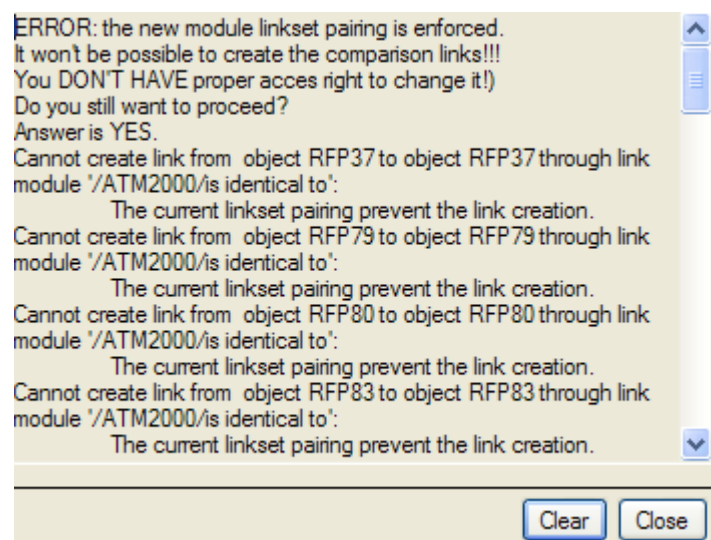 ERROR: the new module linkset pairing is enforced.
It won't be possible to create the comparison links!!!
You DON'T HAVE proper acces right to change it!)
Do you still want to proceed?
Answer is YES.
Cannot create link from  object RFP37 to object RFP37 through link
module '/ATM2000/is identical to':
The current linkset pairing prevent the link creation.
Cannot create link from  object RFP79 to object RFP79 through link
module '/ATM2000/is identical to':
The current linkset pairing prevent the link creation.
Cannot create link from  object RFP80 to object RFP80 through link
module '/ATM2000/is identical to':
The current linkset pairing prevent the link creation.
Cannot create link from  object RFP83 to object RFP83 through link
module '/ATM2000/is identical to':
The current linkset pairing prevent the link creation.
Clear Close